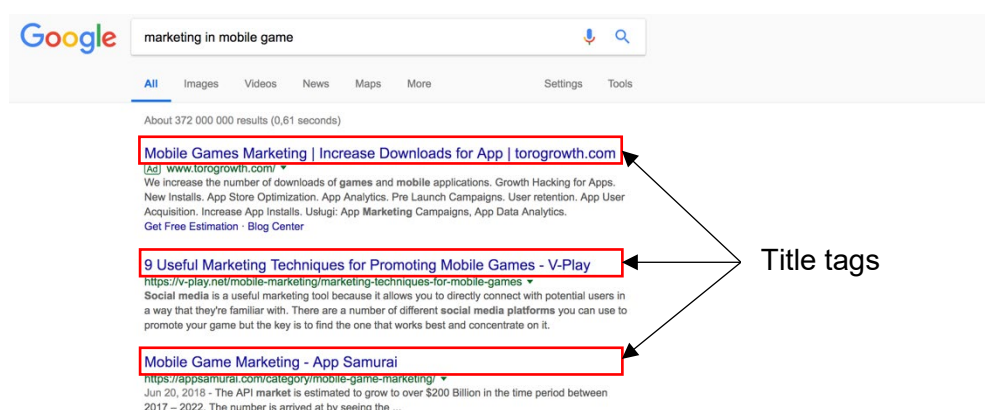 Google
marketing in mobile game
All Images Videos News Maps More Settings Tools
About 372 000 000 results (0,61 seconds)
Mobile Games Marketing | Increase Downloads for App | torogrowth.com
Ad www.torogrowth.com/
We increase the number of downloads of games and mobile applications. Growth Hacking for Apps.
New Installs. App Store Optimization. App Analytics. Pre Launch Campaigns. User retention. App User
Acquisition. Increase App Installs. Usługi: App Marketing Campaigns, App Data Analytics.
Get Free Estimation · Blog Center
9 Useful Marketing Techniques for Promoting Mobile Games - V-Play
https://v-play.net/mobile-marketing/marketing-techniques-for-mobile-games
Social media is a useful marketing tool because it allows you to directly connect with potential users in
a way that they're familiar with. There are a number of different social media platforms you can use to
promote your game but the key is to find the one that works best and concentrate on it.
Title tags
Mobile Game Marketing - App Samurai
https://appsamurai.com/category/mobile-game-marketing/
Jun 20, 2018 - The API market is estimated to grow to over $200 Billion in the time period between
2017 – 2022. The number is arrived at by seeing the ...